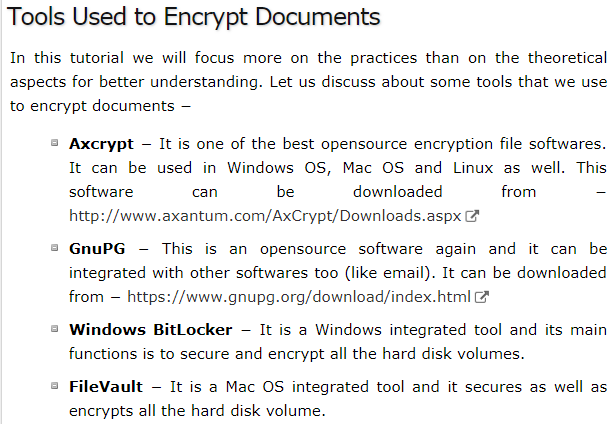 Tools Used to Encrypt Documents
In this tutorial we will focus more on the practices than on the theoretical
aspects for better understanding. Let us discuss about some tools that we use
to encrypt documents −
Axcrypt − It is one of the best opensource encryption file softwares.
It can be used in Windows OS, Mac OS and Linux as well. This
software can be downloaded from −
http://www.axantum.com/AxCrypt/Downloads.aspx
GnuPG − This is an opensource software again and it can be
integrated with other softwares too (like email). It can be downloaded
from − https://www.gnupg.org/download/index.html
Windows BitLocker − It is a Windows integrated tool and its main
functions is to secure and encrypt all the hard disk volumes.
FileVault − It is a Mac OS integrated tool and it secures as well as
encrypts all the hard disk volume.